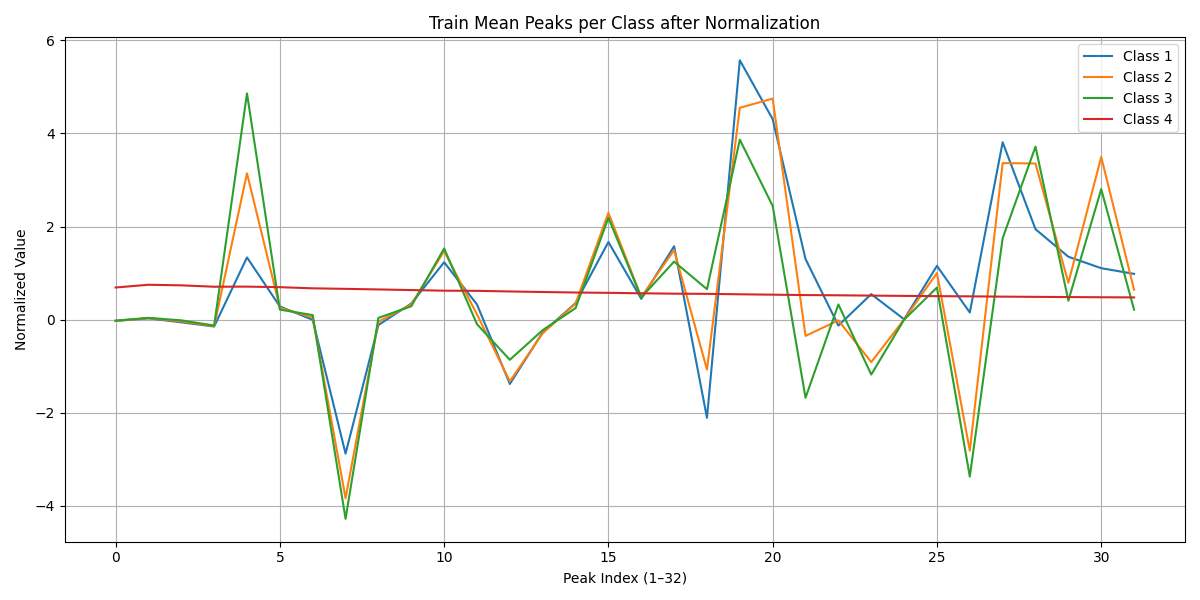 Train Mean Peaks per Class after Normalization
Normalized Value
6
4
2
0
−2
−4
Class 1
Class 2
Class 3
Class 4
0 5 10 15 20 25 30
Peak Index (1–32)